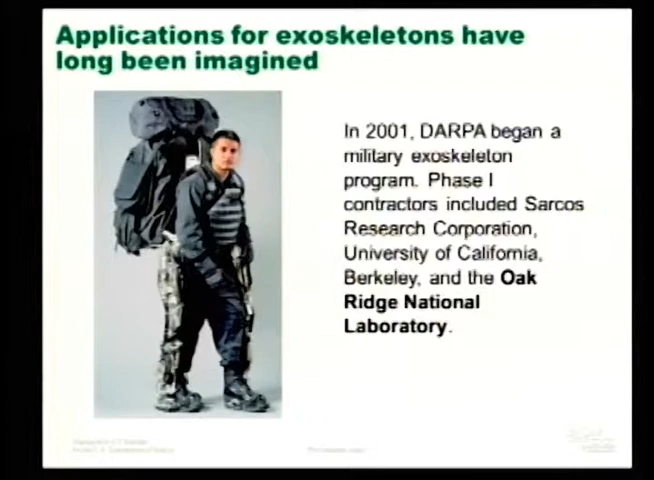 Applications for exoskeletons have
long been imagined
In 2001, DARPA began a
military exoskeleton
program. Phase I
contractors included Sarcos
Research Corporation,
University of California,
Berkeley, and the Oak
Ridge National
Laboratory.